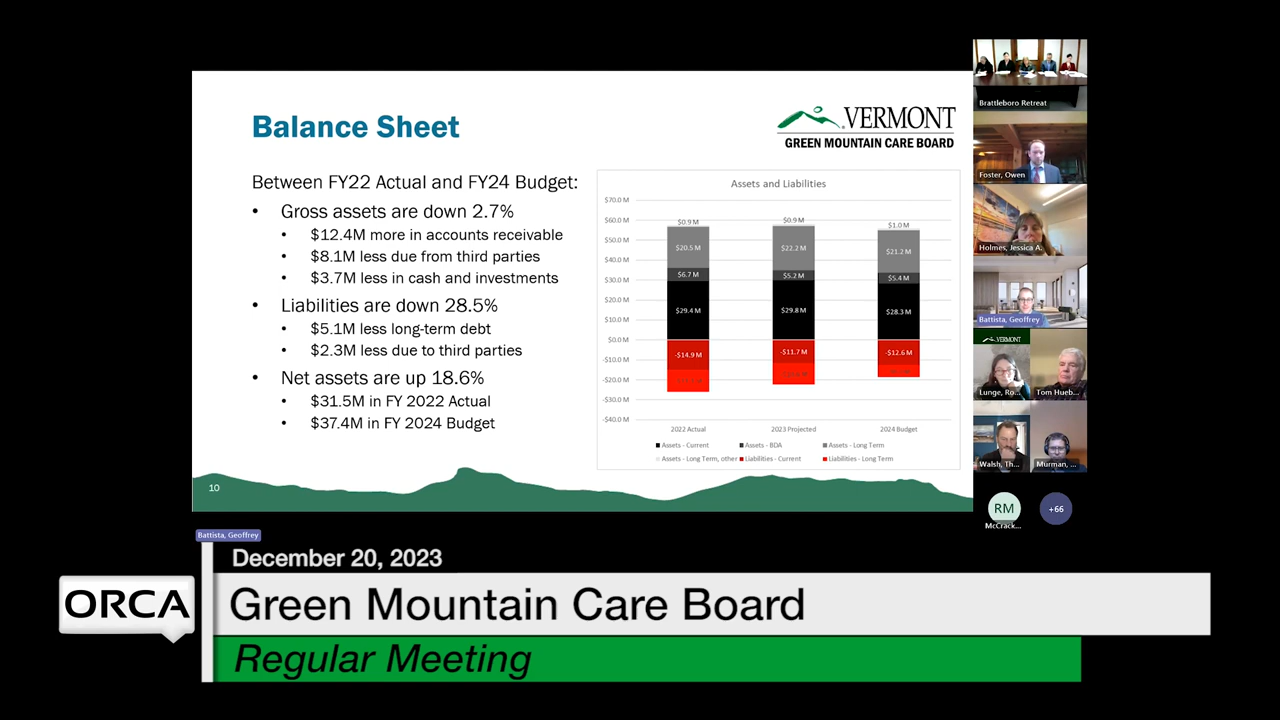 Balance Sheet
VERMONT
GREEN MOUNTAIN CARE BOARD
Between FY22 Actual and FY24 Budget:
• Gross assets are down 2.7%
• $12.4M more in accounts receivable
• $8.1M less due from third parties
• $3.7M less in cash and investments
• Liabilities are down 28.5%
• $5.1M less long-term debt
• $2.3M less due to third parties
• Net assets are up 18.6%
• $31.5M in FY 2022 Actual
• $37.4M in FY 2024 Budget
10
Assets and Liabilities
$70.0 M
$60.0 M
$50.0 M
$40.0 M
$30.0 M
$20.0 M
$10.0 M
$0.0 M
-$10.0 M
-$20.0 M
-$30.0 M
-$40.0 M
$0.9 M
$20.5 M
$6.7 M
$29.4 M
-$14.9 M
$0.9 M
$22.2 M
$5.2 M
$29.8 M
-$11.7 M
$1.0 M
$21.2 M
$5.4 M
$28.3 M
-$12.6 M
2022 Actual 2023 Projected 2024 Budget
Assets - Current Assets - BDA Assets - Long Term
Assets - Long Term, other Liabilities - Current Liabilities - Long Term
Brattleboro Retreat
Foster, Owen
Holmes, Jessica A.
Battista, Geoffrey
VERMONT
Lunge, Ro... Tom Hueb...
Walsh, Th... Murman, ...
RM +66
McCrack...
Battista, Geoffrey
December 20, 2023
ORCA
Green Mountain Care Board
Regular Meeting